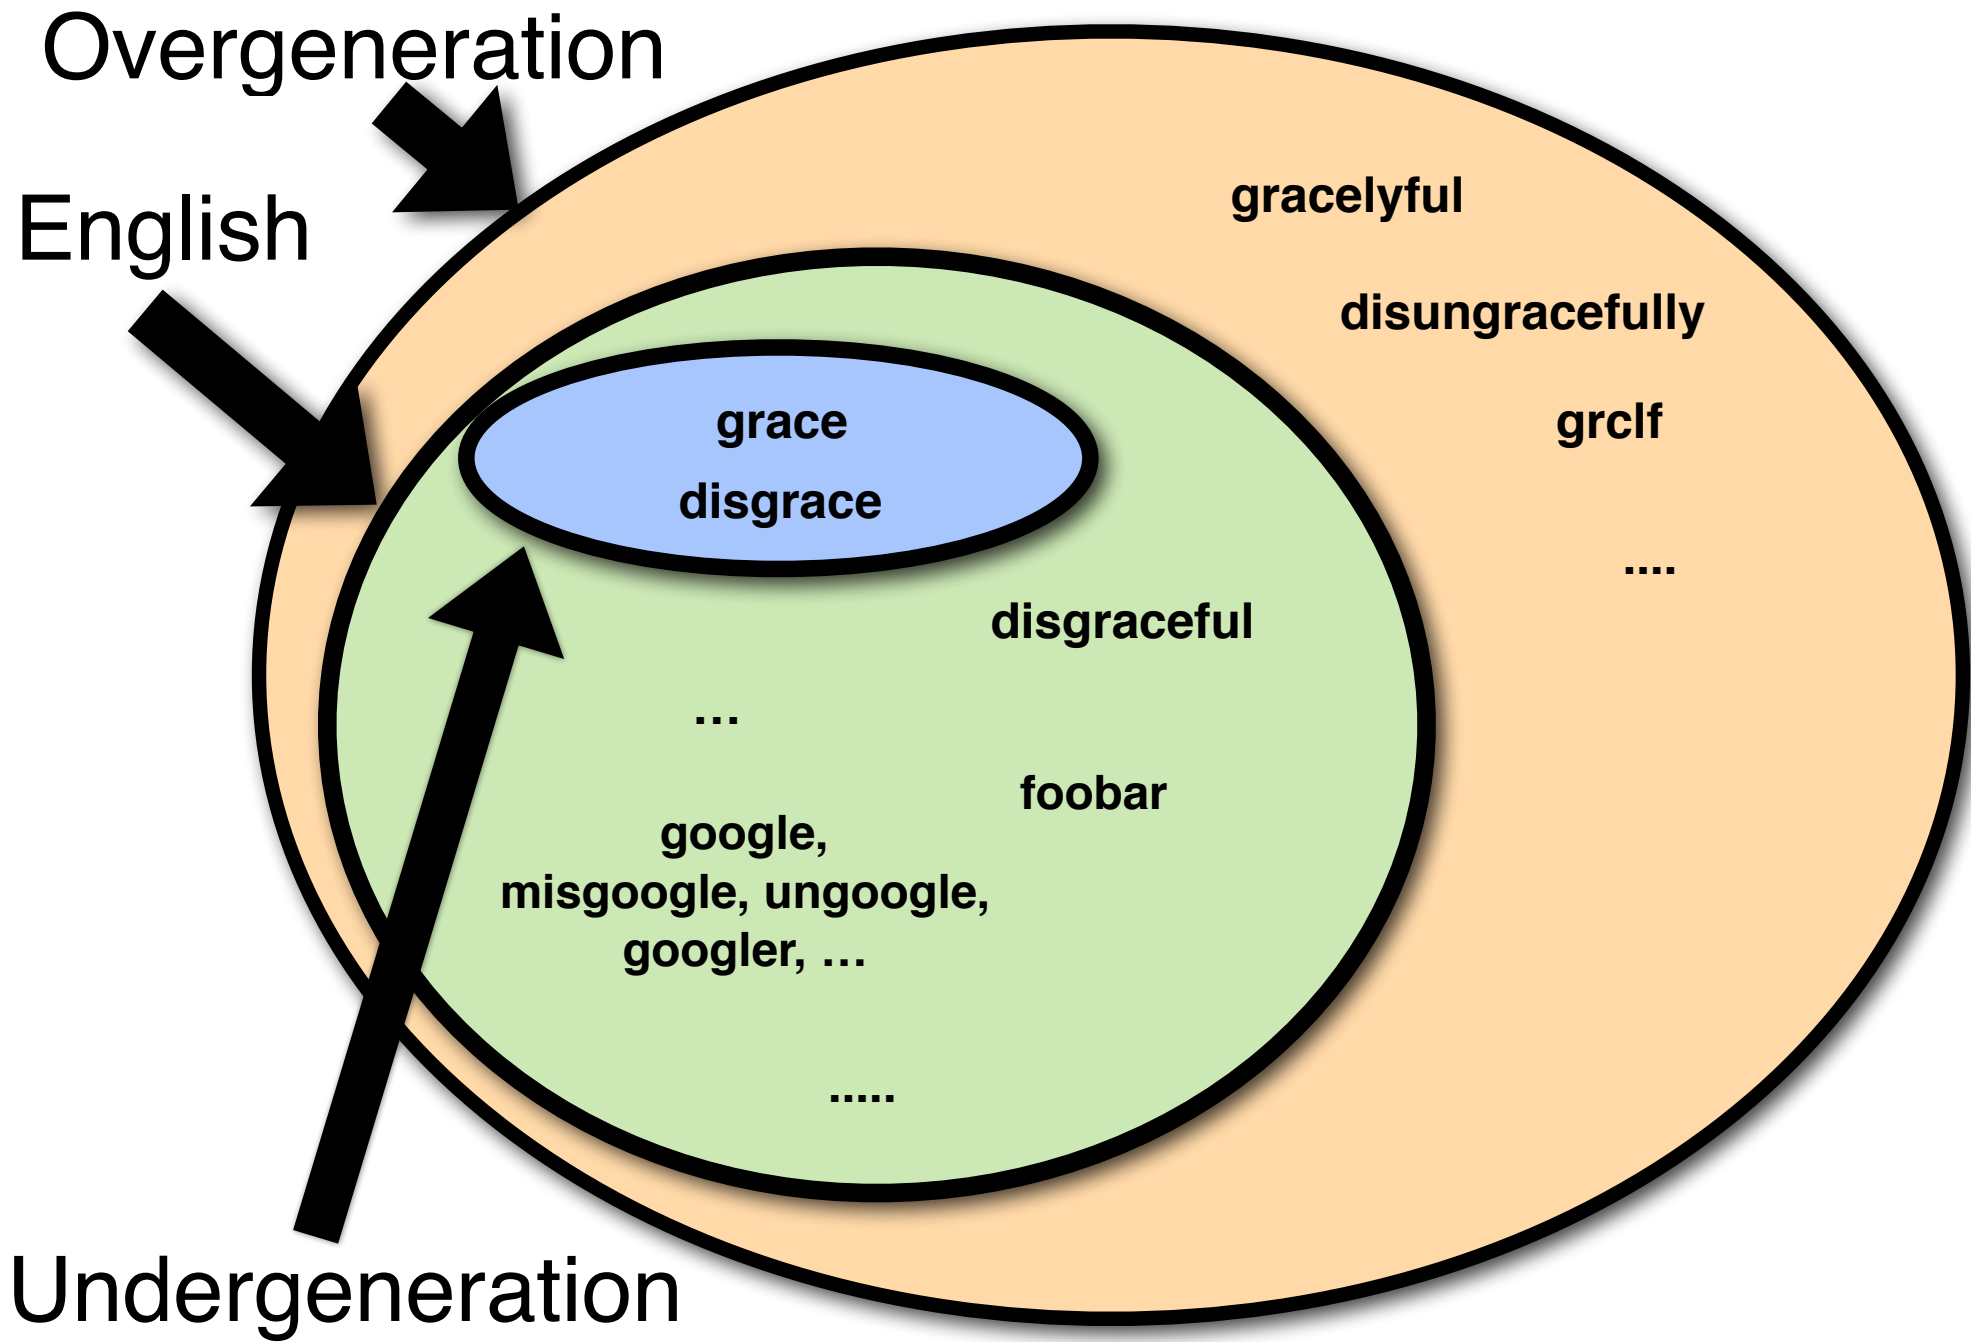 Overgeneration
English
gracelyful
disungracefully
grclf
....
grace
disgrace
disgraceful
...
foobar
google,
misgoogle, ungoogle,
googler, ...
.....
Undergeneration